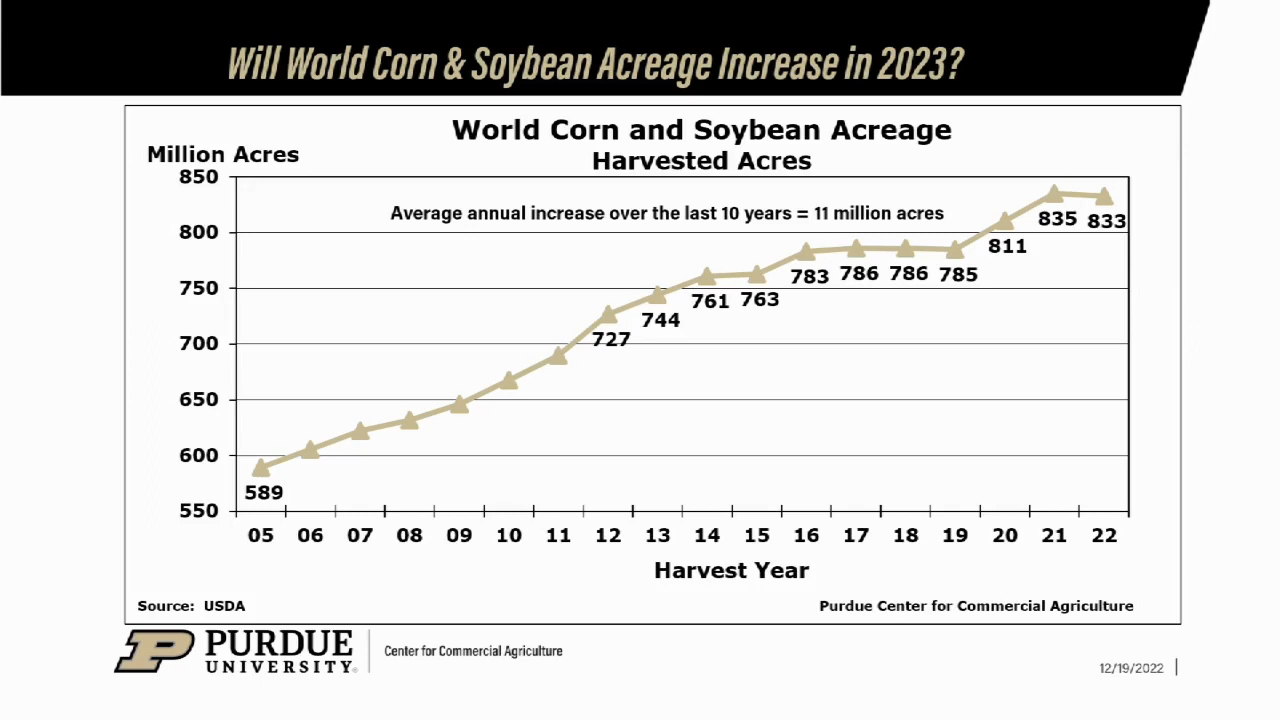 Will World Corn & Soybean Acreage Increase in 2023?
World Corn and Soybean Acreage
Harvested Acres
Million Acres
850
800
750
700
650
600
550
Average annual increase over the last 10 years = 11 million acres
589
727
744
761
763
783
786
786
785
811
835
833
05 06 07 08 09 10 11 12 13 14 15 16 17 18 19 20 21 22
Harvest Year
Source: USDA
Purdue Center for Commercial Agriculture
P PURDUE
UNIVERSITY®
Center for Commercial Agriculture
12/19/2022 |